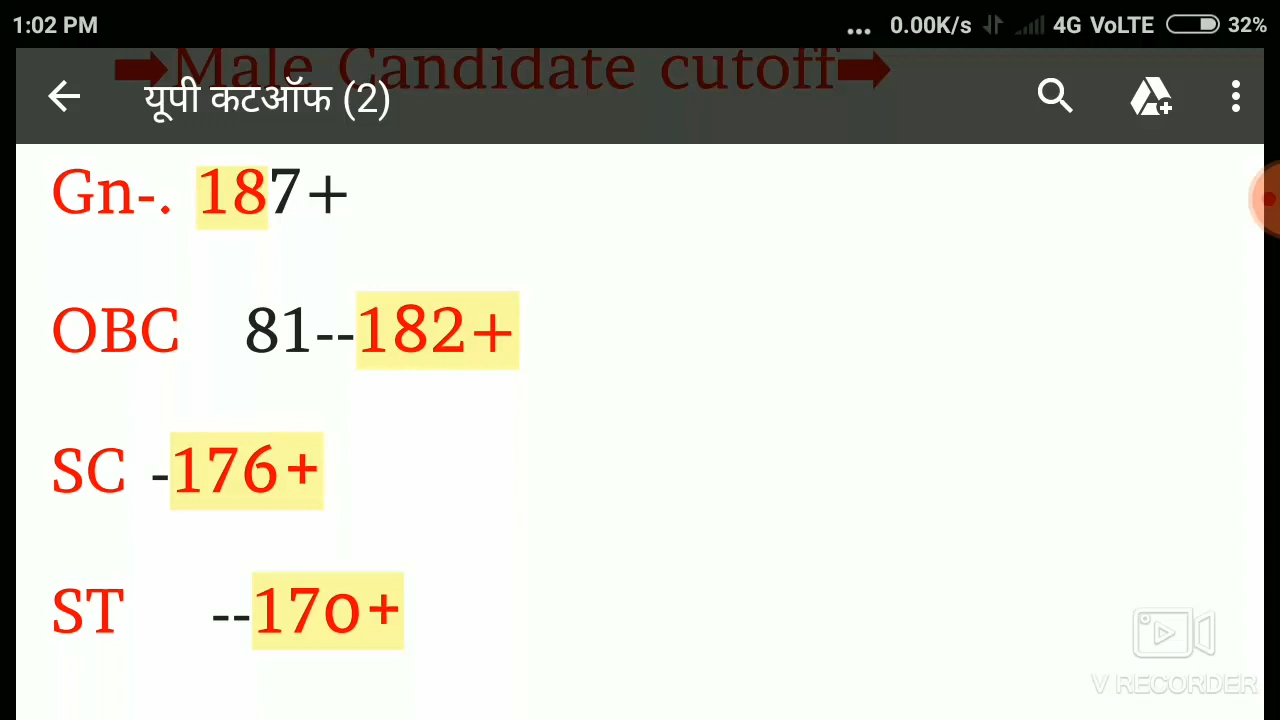 1:02 PM ... 0.00K/s 4G VoLTE 32%
➡Male Candidate cutoff➡
यूपी कटऑफ (2)
Gn-. 187+
OBC 81--182+
SC -176+
ST --170+
V RECORDER